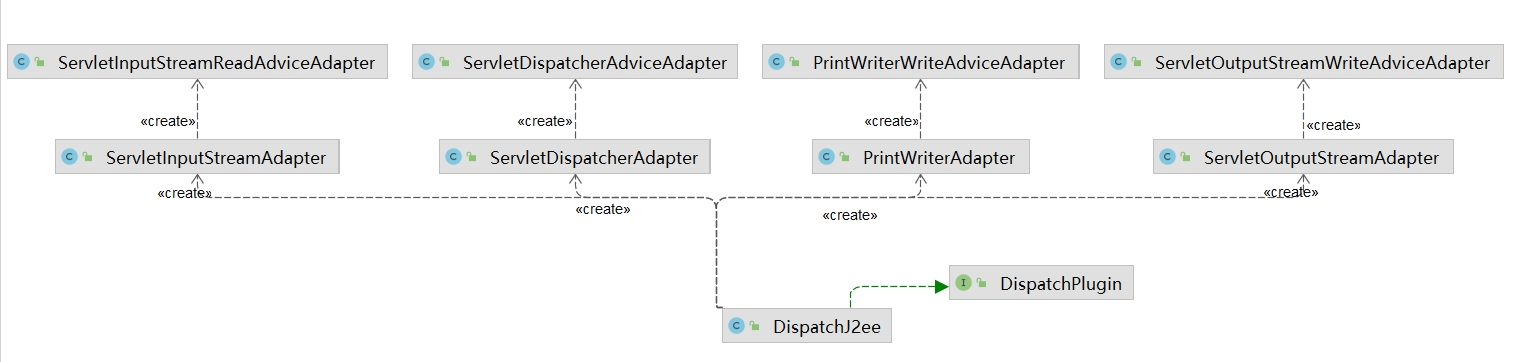 C ServletInputStreamReadAdviceAdapter
C ServletDispatcherAdviceAdapter
C PrintWriterWriteAdviceAdapter
C ServletOutputStreamWriteAdviceAdapter
«create»
«create»
«create»
«create»
C ServletInputStreamAdapter
C ServletDispatcherAdapter
C PrintWriterAdapter
C ServletOutputStreamAdapter
«create»
«create»
«create»
«create»
I DispatchPlugin
C DispatchJ2ee